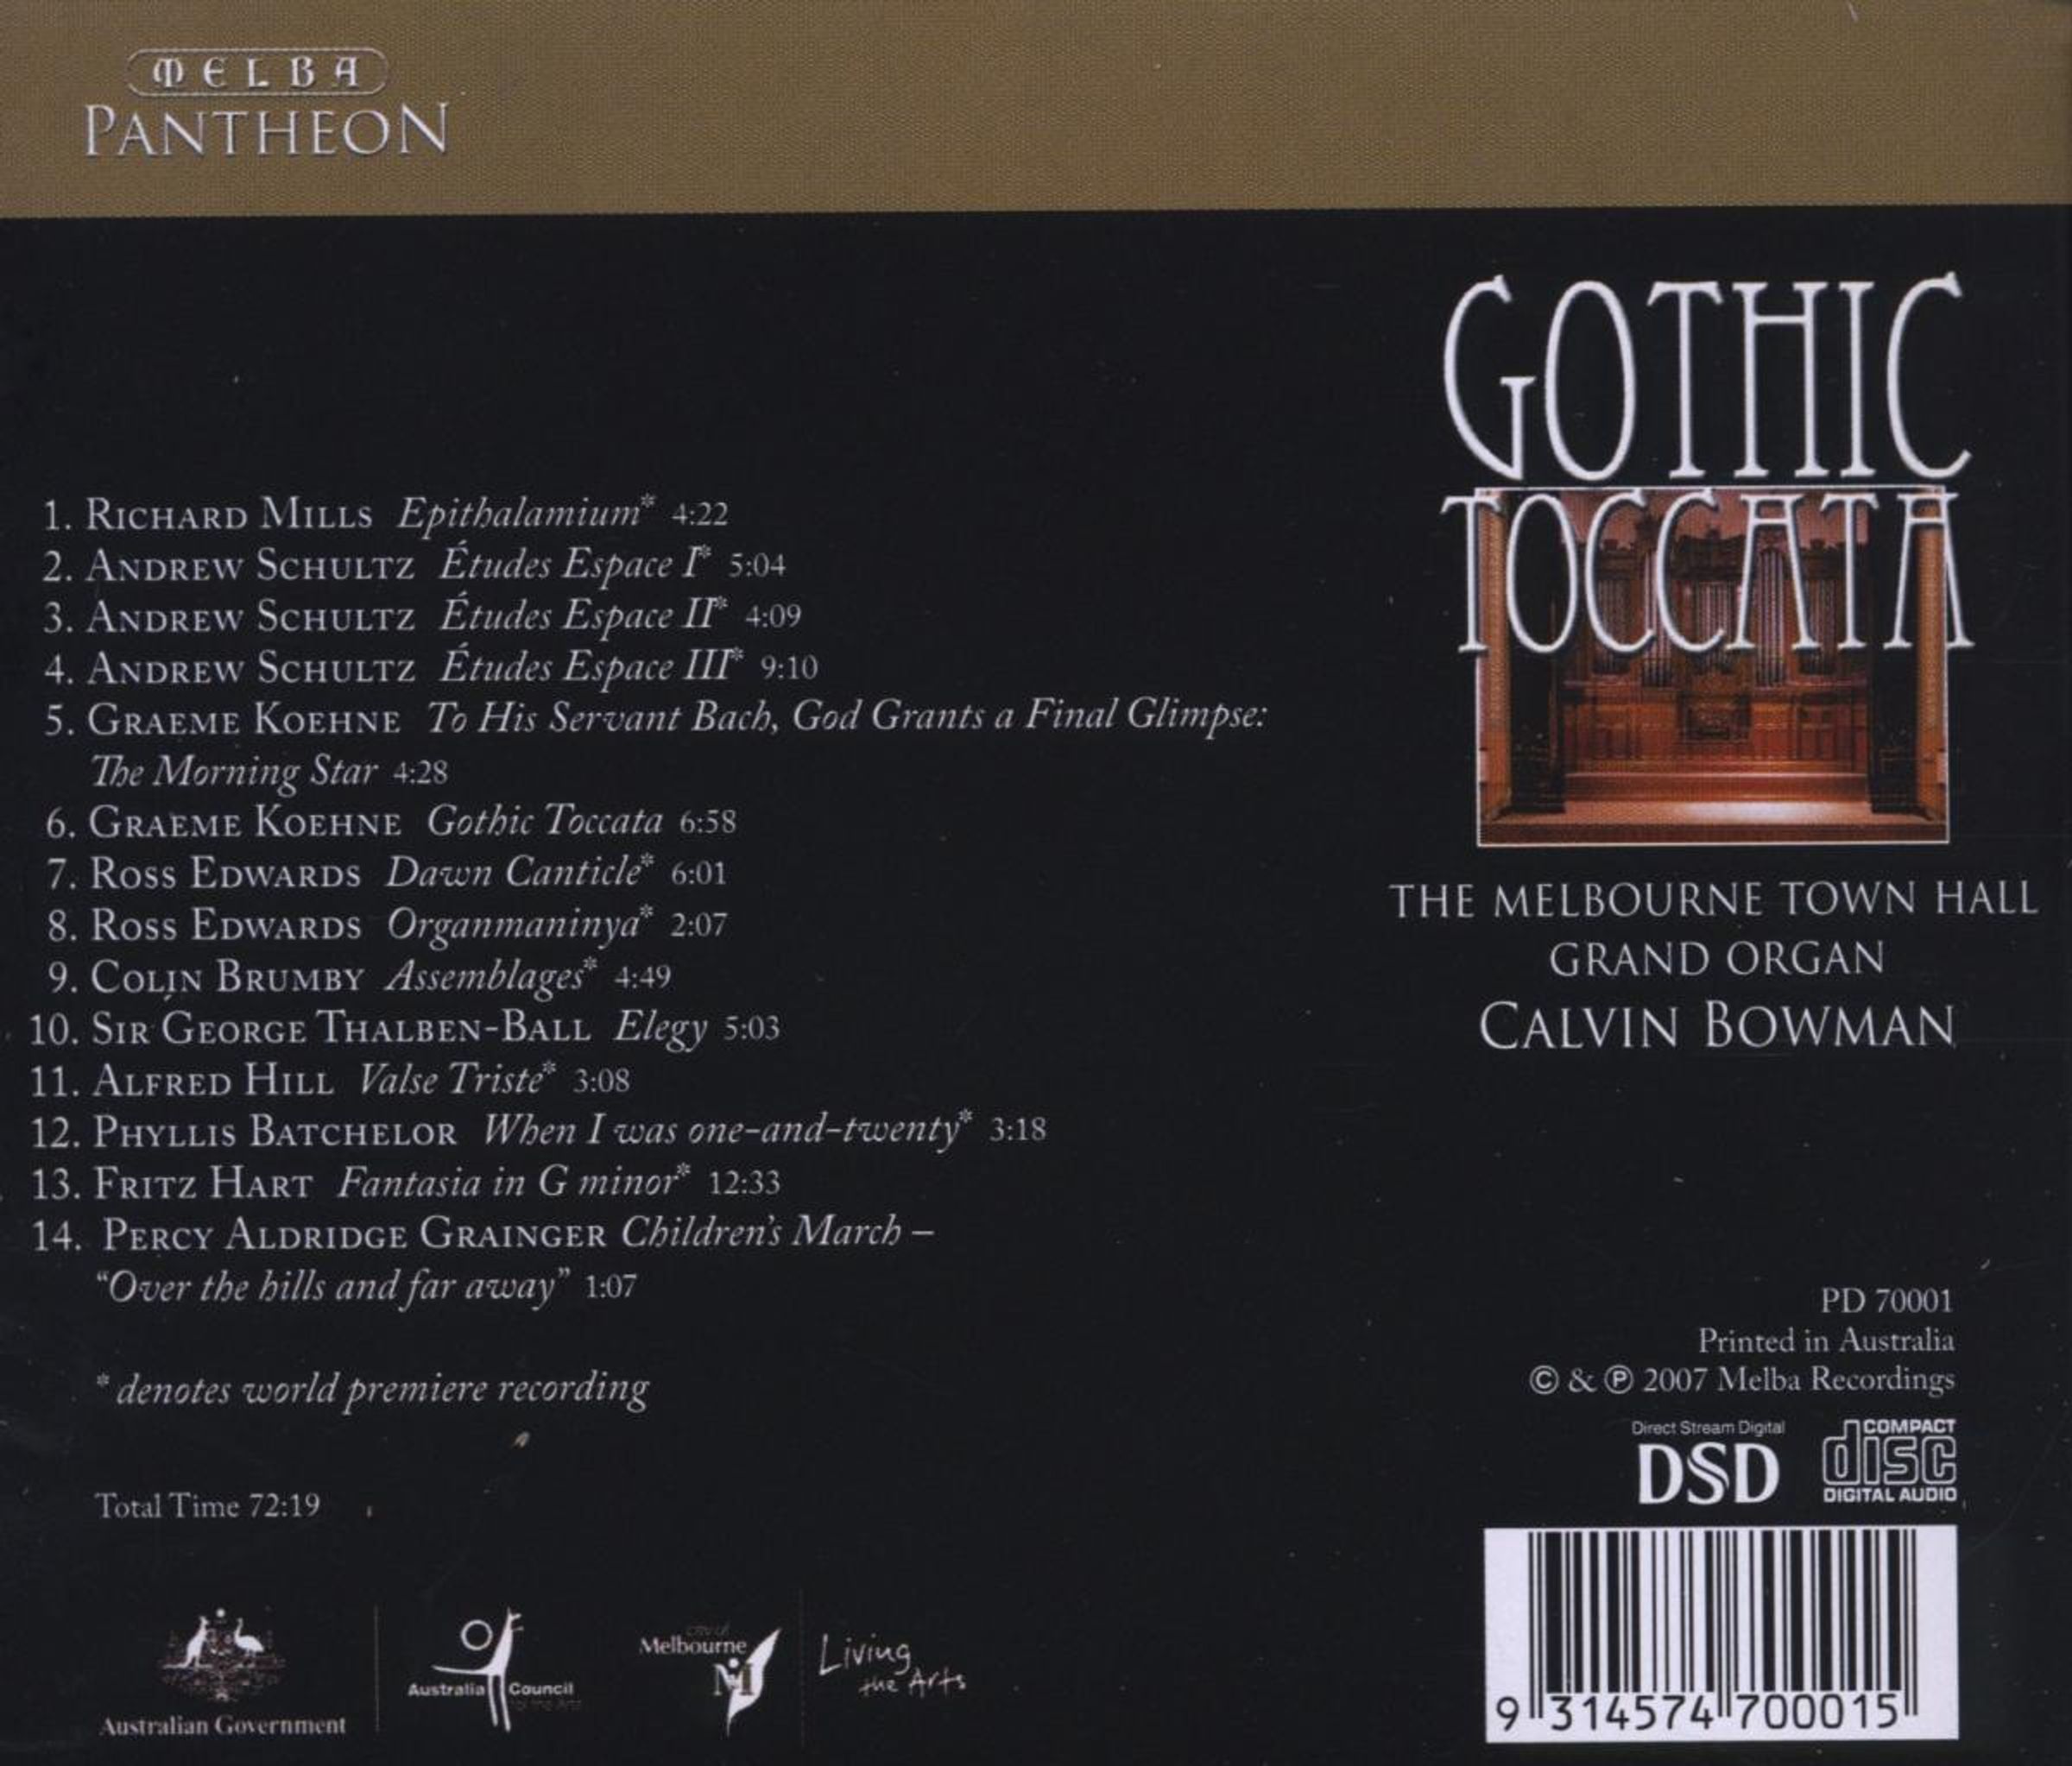 MELBA
PANTHEON
GOTHIC
TOCCATA
1. RICHARD MILLS Epithalamium* 4:22
2. ANDREW SCHULTZ Études Espace I* 5:04
3. ANDREW SCHULTZ Études Espace II* 4:09
4. ANDREW SCHULTZ Études Espace III* 9:10
5. GRAEME KOEHNE To His Servant Bach, God Grants a Final Glimpse:
The Morning Star 4:28
6. GRAEME KOEHNE Gothic Toccata 6:58
7. ROSS EDWARDS Dawn Canticle* 6:01
8. ROSS EDWARDS Organmaninya* 2:07
9. COLIN BRUMBY Assemblages* 4:49
10. SIR GEORGE THALBEN-BALL Elegy 5:03
11. ALFRED HILL Valse Triste* 3:08
12. PHYLLIS BATCHELOR When I was one-and-twenty* 3:18
13. FRITZ HART Fantasia in G minor* 12:33
14. PERCY ALDRIDGE GRAINGER Children's March –
"Over the hills and far away" 1:07
* denotes world premiere recording
Total Time 72:19
THE MELBOURNE TOWN HALL
GRAND ORGAN
CALVIN BOWMAN
PD 70001
Printed in Australia
© & ℗ 2007 Melba Recordings
Direct Stream Digital
DSD
COMPACT
disc
DIGITAL AUDIO
Australian Government
Australia Council
for the Arts
City of
Melbourne
M
Living
the Arts
9 314574 700015